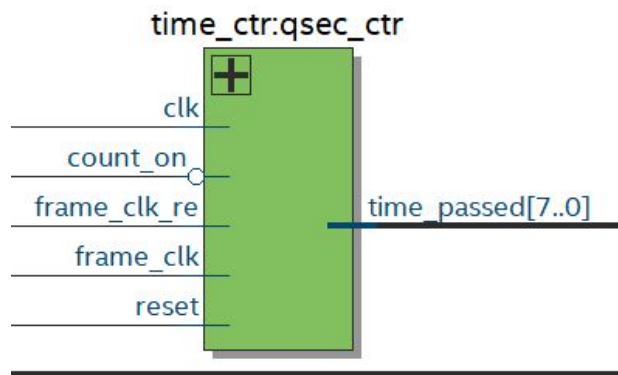 time_ctr:qsec_ctr
clk
count_on
frame_clk_re
time_passed[7..0]
frame_clk
reset